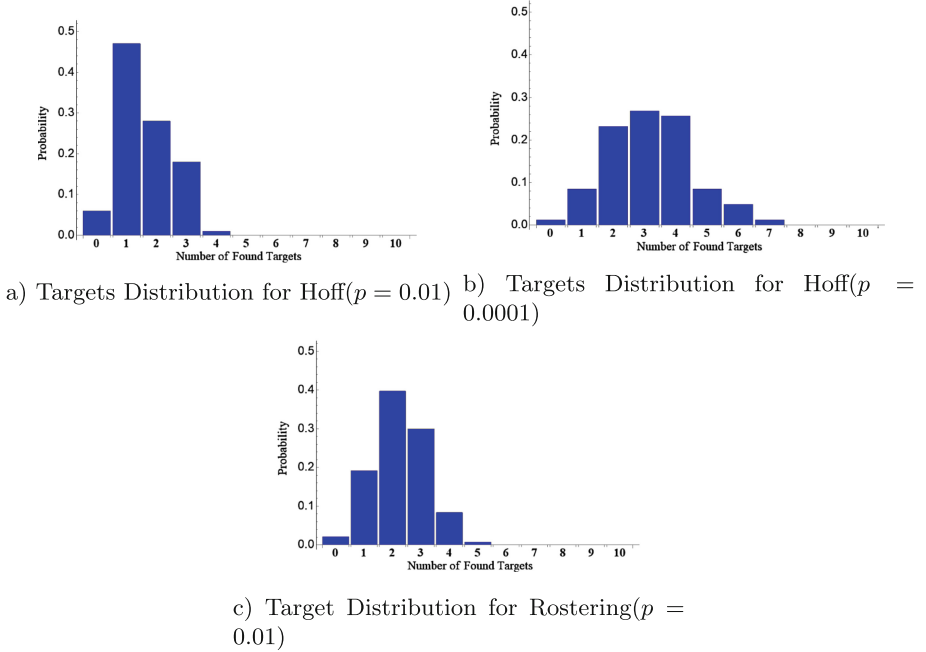 0.5
0.4
0.3
0.2
0.1
0.0
Probability
0 1 2 3 4 5 6 7 8 9 10
Number of Found Targets
a) Targets Distribution for Hoff(p = 0.01)
0.5
0.4
0.3
0.2
0.1
0.0
Probability
0 1 2 3 4 5 6 7 8 9 10
Number of Found Targets
b) Targets Distribution for Hoff(p =
0.0001)
0.5
0.4
0.3
0.2
0.1
0.0
Probability
0 1 2 3 4 5 6 7 8 9 10
Number of Found Targets
c) Target Distribution for Rostering(p =
0.01)